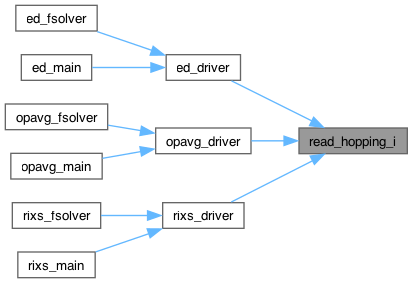 ed_fsolver
ed_main
ed_driver
opavg_fsolver
opavg_driver
read_hopping_i
opavg_main
rixs_fsolver
rixs_driver
rixs_main